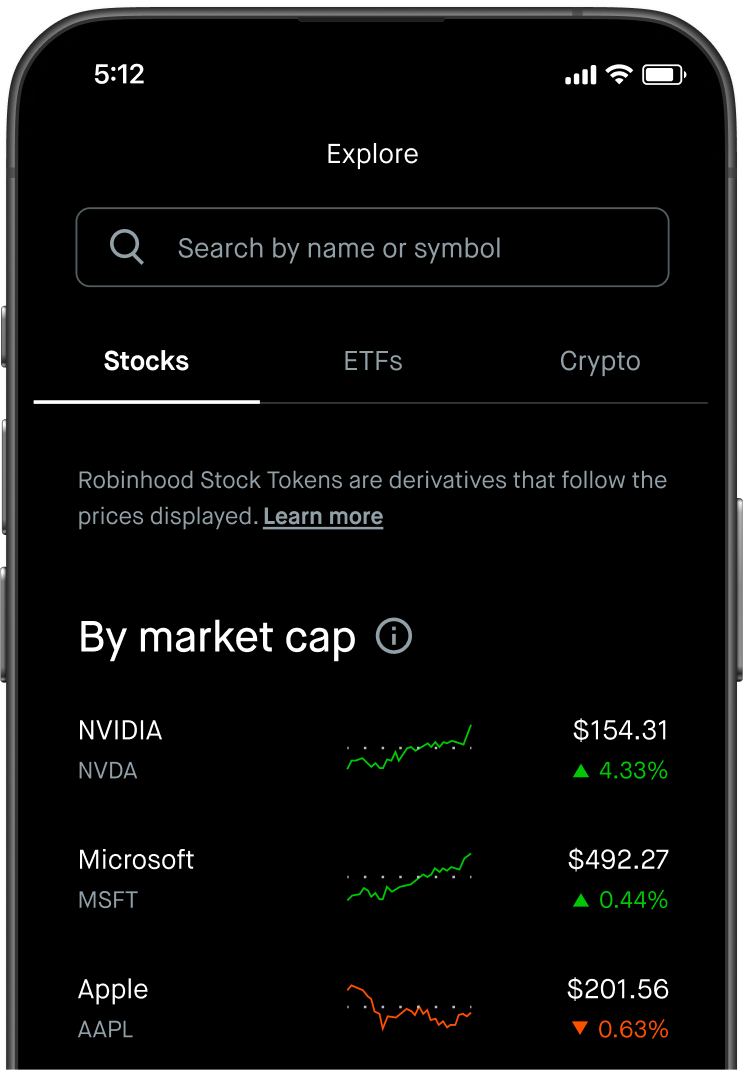 5:12
Explore
Search by name or symbol
Stocks ETFs Crypto
Robinhood Stock Tokens are derivatives that follow the
prices displayed. Learn more
By market cap
NVIDIA $154.31
NVDA ▲ 4.33%
Microsoft $492.27
MSFT ▲ 0.44%
Apple $201.56
AAPL ▼ 0.63%